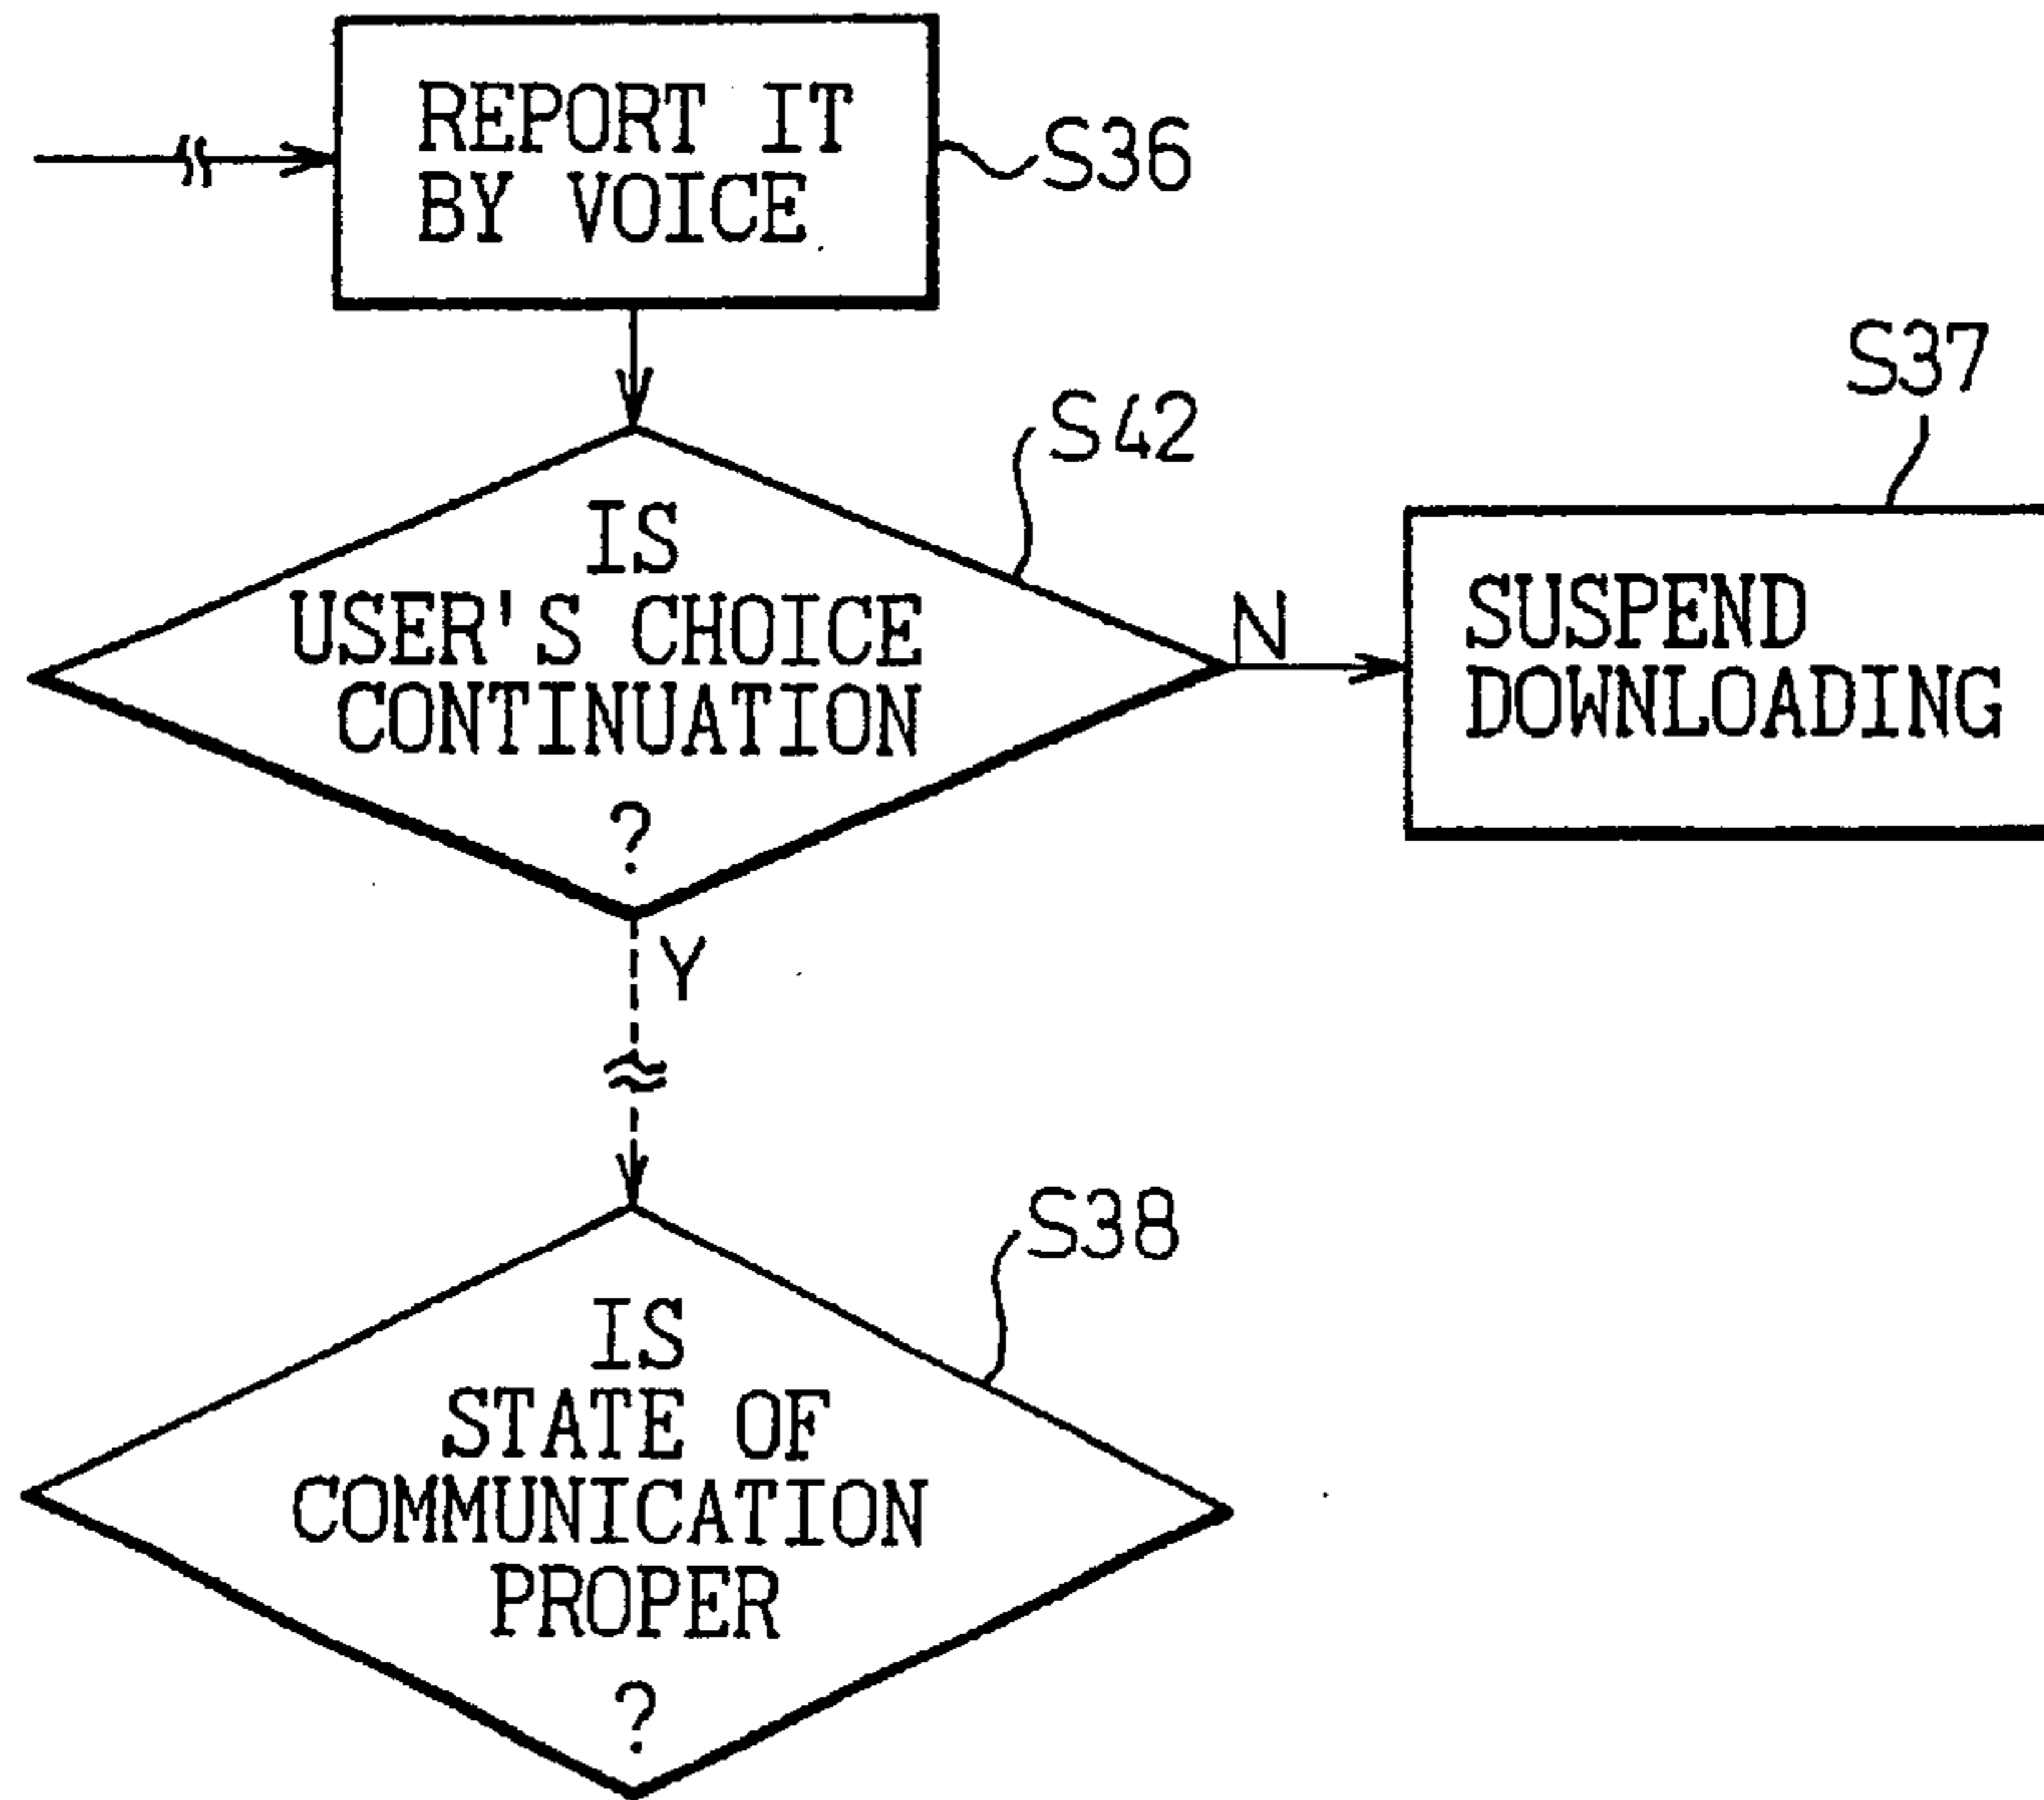 REPORT IT
BY VOICE
S36
S42
S37
IS
USER'S CHOICE
CONTINUATION
?
N
SUSPEND
DOWNLOADING
Y
S38
IS
STATE OF
COMMUNICATION
PROPER
?